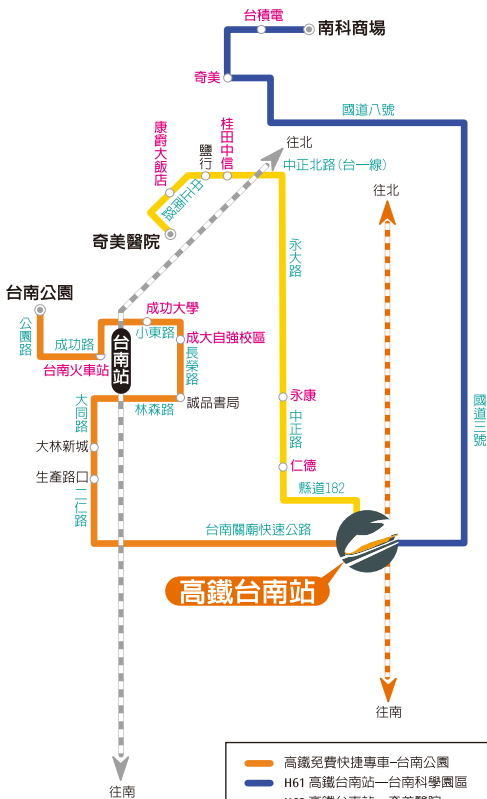 台積電
南科商場
奇美
國道八號
康爵大飯店
鹽行
桂田中信
往北
中正北路(台一線)
中正南路
往北
奇美醫院
永大路
台南公園
公園路
成功大學
小東路
成大自強校區
成功路
台南火車站
台南站
長榮路
大同路
林森路
誠品書局
永康
中正路
國道三號
大林新城
生產路口
仁德
二仁路
縣道182
台南關廟快速公路
高鐵台南站
往南
往南
高鐵免費快捷專車–台南公園
H61 高鐵台南站—台南科學園區